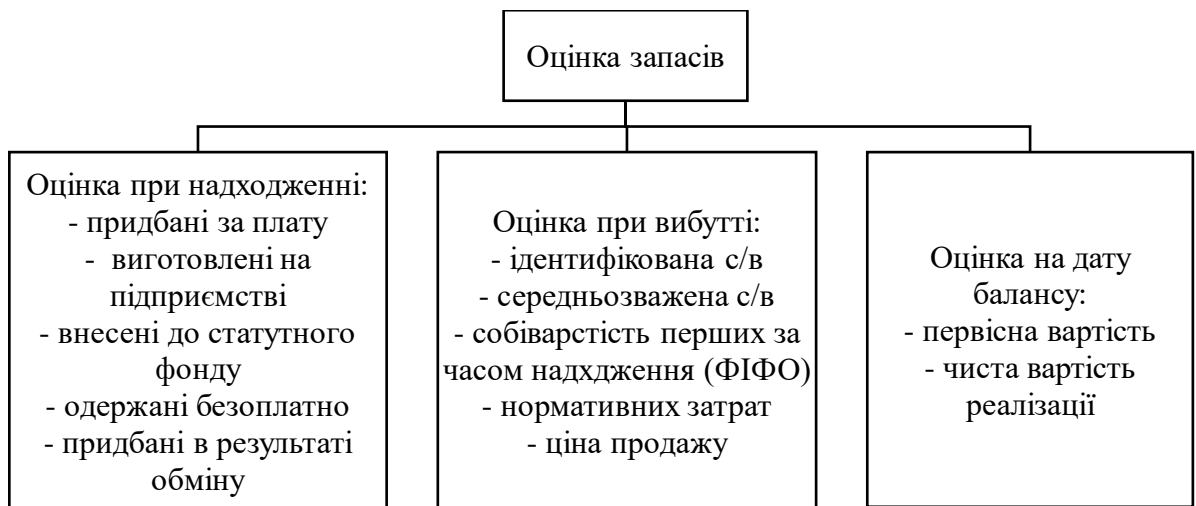 Оцінка запасів
Оцінка при надходженні:
- придбані за плату
- виготовлені на
підприємстві
- внесені до статутного
фонду
- одержані безоплатно
- придбані в результаті
обміну
Оцінка при вибутті:
- ідентифікована с/в
- середньозважена с/в
- собіварстість перших за
часом надхдження (ФІФО)
- нормативних затрат
- ціна продажу
Оцінка на дату
балансу:
- первісна вартість
- чиста вартість
реалізації